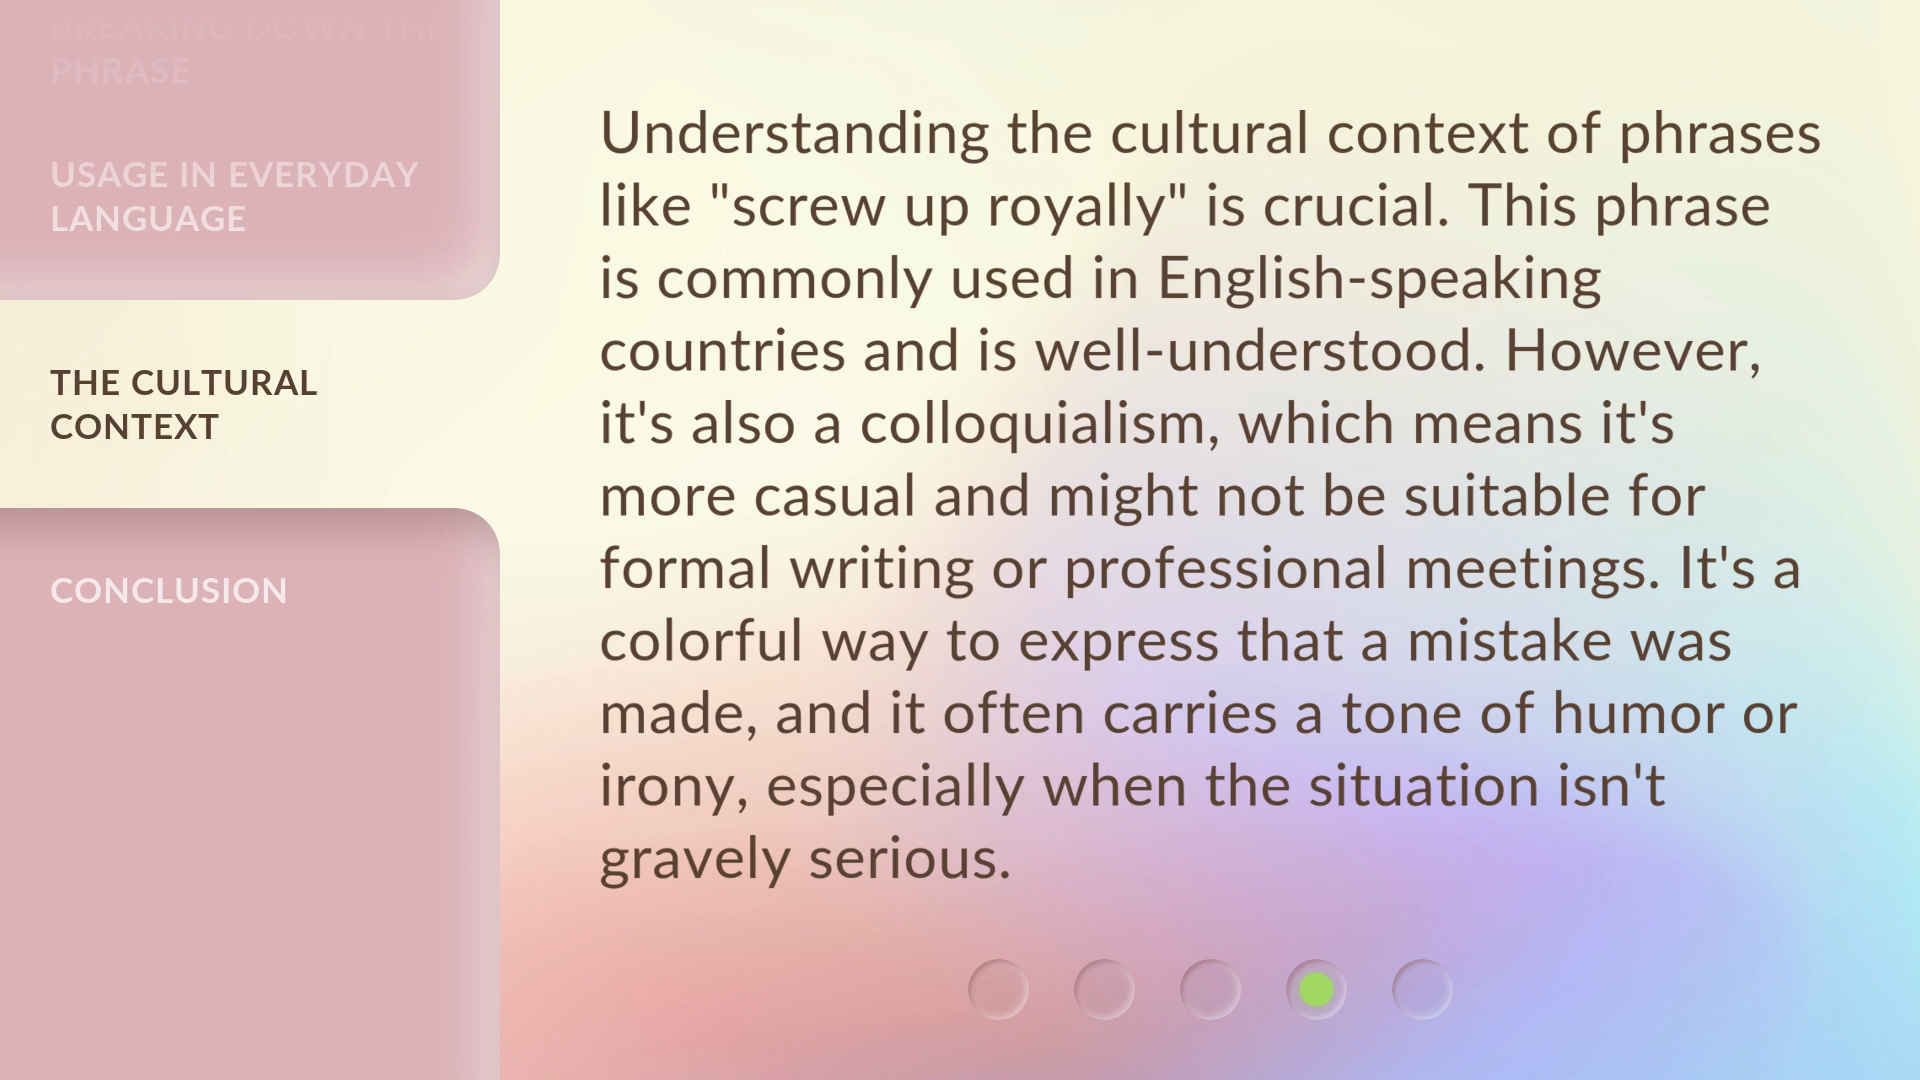 BREAKING DOWN THE
PHRASE
USAGE IN EVERYDAY
LANGUAGE
THE CULTURAL
CONTEXT
CONCLUSION
Understanding the cultural context of phrases
like "screw up royally" is crucial. This phrase
is commonly used in English-speaking
countries and is well-understood. However,
it's also a colloquialism, which means it's
more casual and might not be suitable for
formal writing or professional meetings. It's a
colorful way to express that a mistake was
made, and it often carries a tone of humor or
irony, especially when the situation isn't
gravely serious.